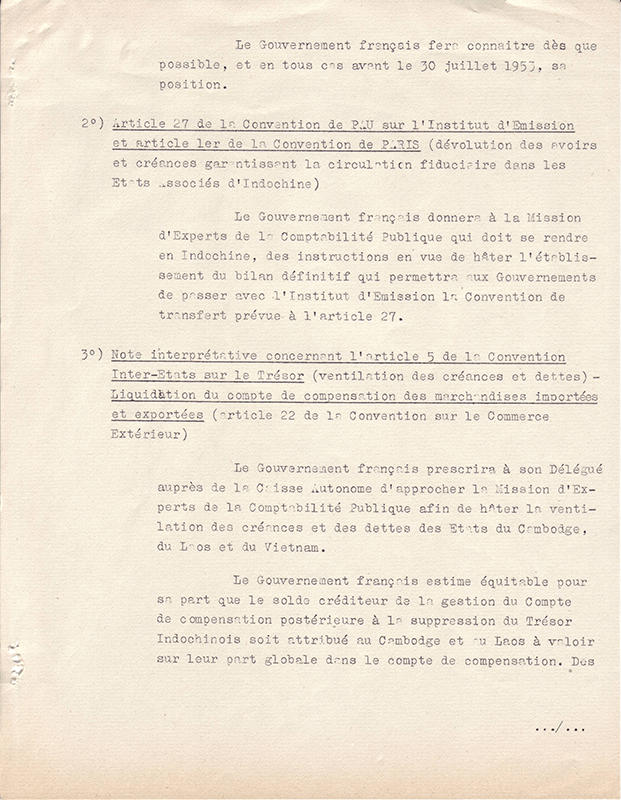 Le Gouvernement français fera connaitre dès que
possible, et en tous cas avant le 30 juillet 1953, sa
position.
2°) Article 27 de la Convention de PAU sur l'Institut d'Emission
et article 1er de la Convention de PARIS (dévolution des avoirs
et créances garantissant la circulation fiduciaire dans les
Etats Associés d'Indochine)
Le Gouvernement français donnera à la Mission
d'Experts de la Comptabilité Publique qui doit se rendre
en Indochine, des instructions en vue de hâter l'établis-
sement du bilan définitif qui permettra aux Gouvernements
de passer avec l'Institut d'Emission la Convention de
transfert prévue à l'article 27.
3°) Note interprétative concernant l'article 5 de la Convention
Inter-Etats sur le Trésor (ventilation des créances et dettes) -
Liquidation du compte de compensation des marchandises importées
et exportées (article 22 de la Convention sur le Commerce
Extérieur)
Le Gouvernement français prescrira à son Délégué
auprès de la Caisse Autonome d'approcher la Mission d'Ex-
perts de la Comptabilité Publique afin de hâter la venti-
lation des créances et des dettes des Etats du Cambodge,
du Laos et du Vietnam.
Le Gouvernement français estime équitable pour
sa part que le solde créditeur de la gestion du Compte
de compensation postérieure à la suppression du Trésor
Indochinois soit attribué au Cambodge et au Laos à valoir
sur leur part globale dans le compte de compensation. Des
.../...